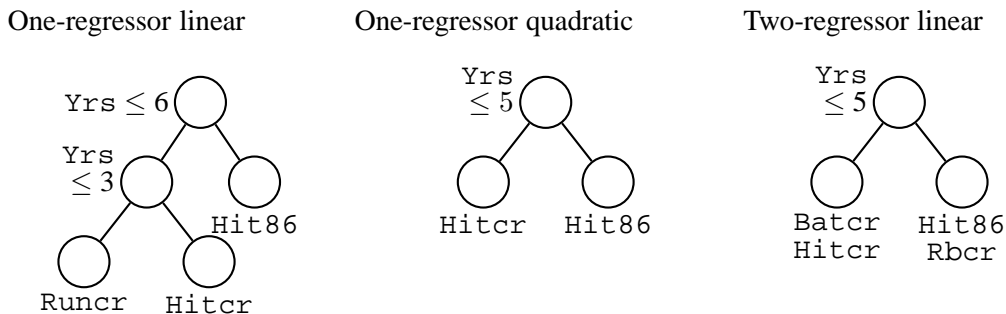 One-regressor linear
Yrs ≤ 6
Yrs
≤ 3
Hit86
Runcr
Hitcr
One-regressor quadratic
Yrs
≤ 5
Hitcr
Hit86
Two-regressor linear
Yrs
≤ 5
Batcr
Hitcr
Hit86
Rbcr